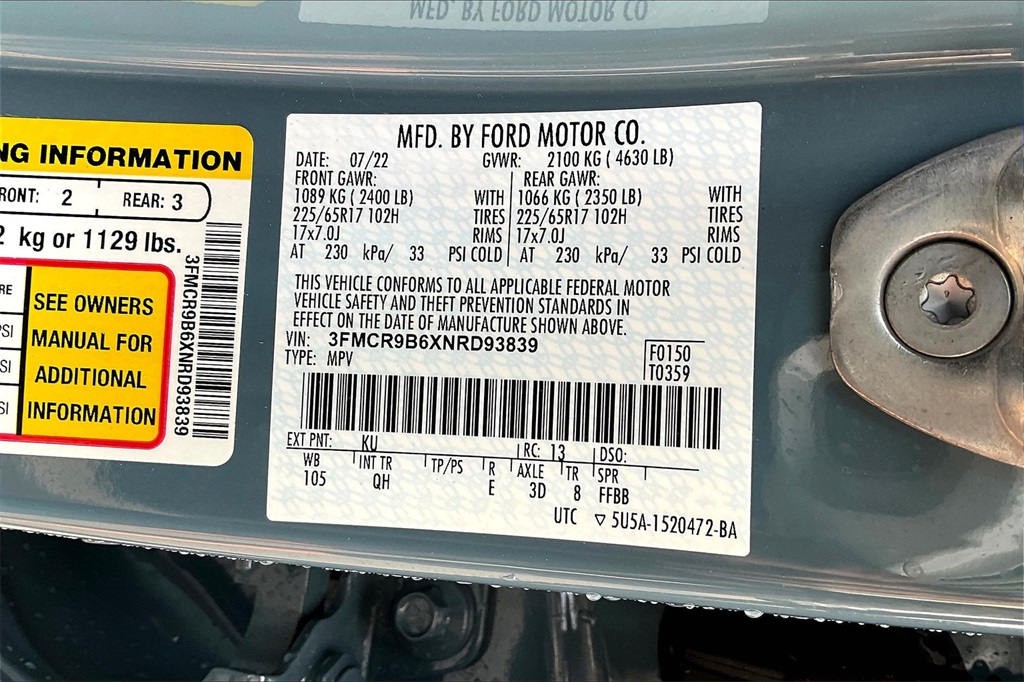 MED. BY FORD MOTOR CO
NG INFORMATION
FRONT: 2 REAR: 3
2 kg or 1129 lbs.
SEE OWNERS
MANUAL FOR
ADDITIONAL
INFORMATION
3FMCR9B6XNRD93839
MFD. BY FORD MOTOR CO.
DATE: 07/22 GVWR: 2100 KG ( 4630 LB)
FRONT GAWR: REAR GAWR:
1089 KG ( 2400 LB) WITH 1066 KG ( 2350 LB) WITH
225/65R17 102H TIRES 225/65R17 102H TIRES
17x7.0J RIMS 17x7.0J RIMS
AT 230 kPa/ 33 PSI COLD AT 230 kPa/ 33 PSI COLD
THIS VEHICLE CONFORMS TO ALL APPLICABLE FEDERAL MOTOR
VEHICLE SAFETY AND THEFT PREVENTION STANDARDS IN
EFFECT ON THE DATE OF MANUFACTURE SHOWN ABOVE.
VIN: 3FMCR9B6XNRD93839
TYPE: MPV
F0150
T0359
EXT PNT: KU RC: 13 DSO:
WB INT TR TP/PS R AXLE TR SPR
105 QH E 3D 8 FFBB
UTC ▽ 5U5A-1520472-BA